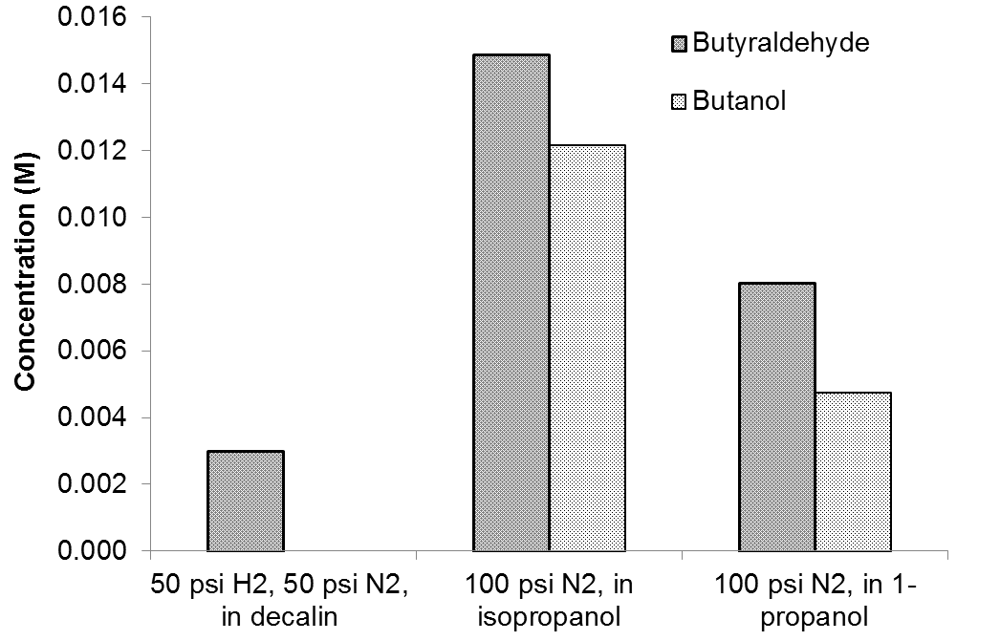 0.016
0.014
0.012
0.010
0.008
0.006
0.004
0.002
0.000
Concentration (M)
Butyraldehyde
Butanol
50 psi H2, 50 psi N2,
in decalin
100 psi N2, in
isopropanol
100 psi N2, in 1-
propanol